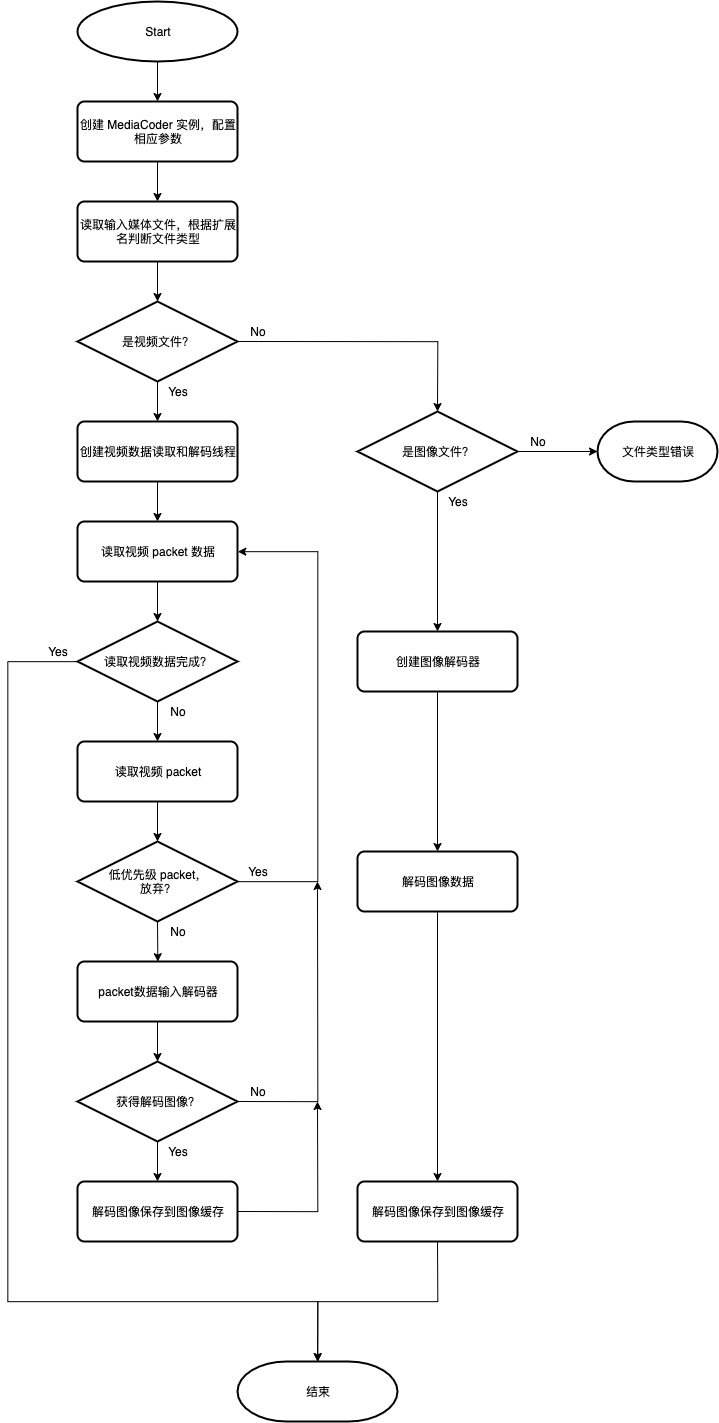 Start
创建 MediaCoder 实例，配置
相应参数
读取输入媒体文件，根据扩展
名判断文件类型
是视频文件?
No
Yes
创建视频数据读取和解码线程
是图像文件?
No
文件类型错误
Yes
读取视频 packet 数据
Yes
读取视频数据完成?
创建图像解码器
No
读取视频 packet
低优先级 packet，
放弃?
Yes
解码图像数据
No
packet数据输入解码器
获得解码图像?
No
Yes
解码图像保存到图像缓存
解码图像保存到图像缓存
结束